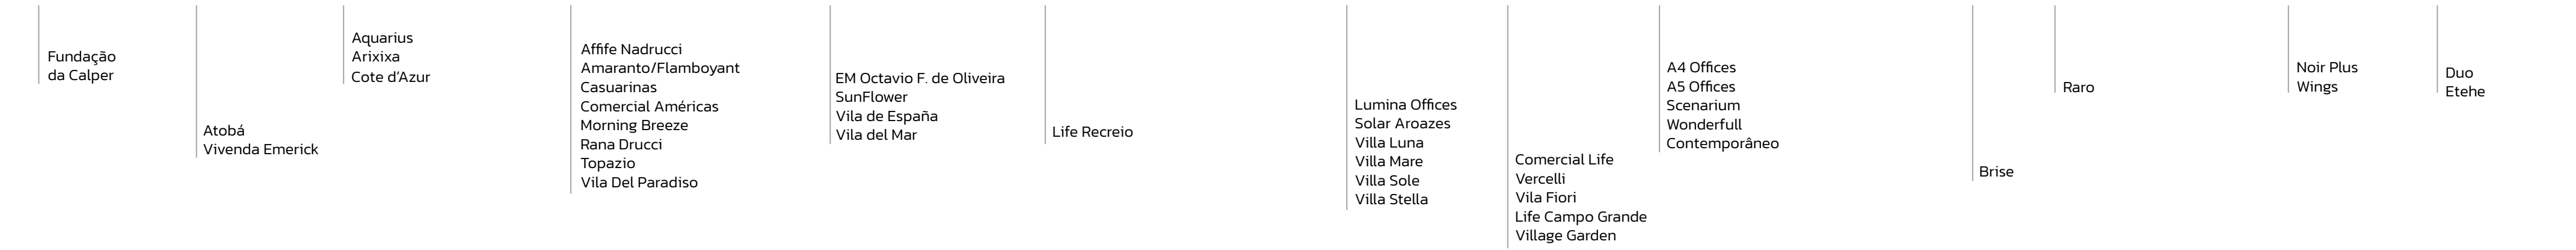 Fundação
da Calper
Atobá
Vivenda Emerick
Aquarius
Arixixa
Cote d’Azur
Affife Nadrucci
Amaranto/Flamboyant
Casuarinas
Comercial Américas
Morning Breeze
Rana Drucci
Topazio
Vila Del Paradiso
EM Octavio F. de Oliveira
SunFlower
Vila de España
Vila del Mar
Life Recreio
Lumina Offices
Solar Aroazes
Villa Luna
Villa Mare
Villa Sole
Villa Stella
Comercial Life
Vercelli
Vila Fiori
Life Campo Grande
Village Garden
A4 Offices
A5 Offices
Scenarium
Wonderfull
Contemporâneo
Brise
Raro
Noir Plus
Wings
Duo
Etehe